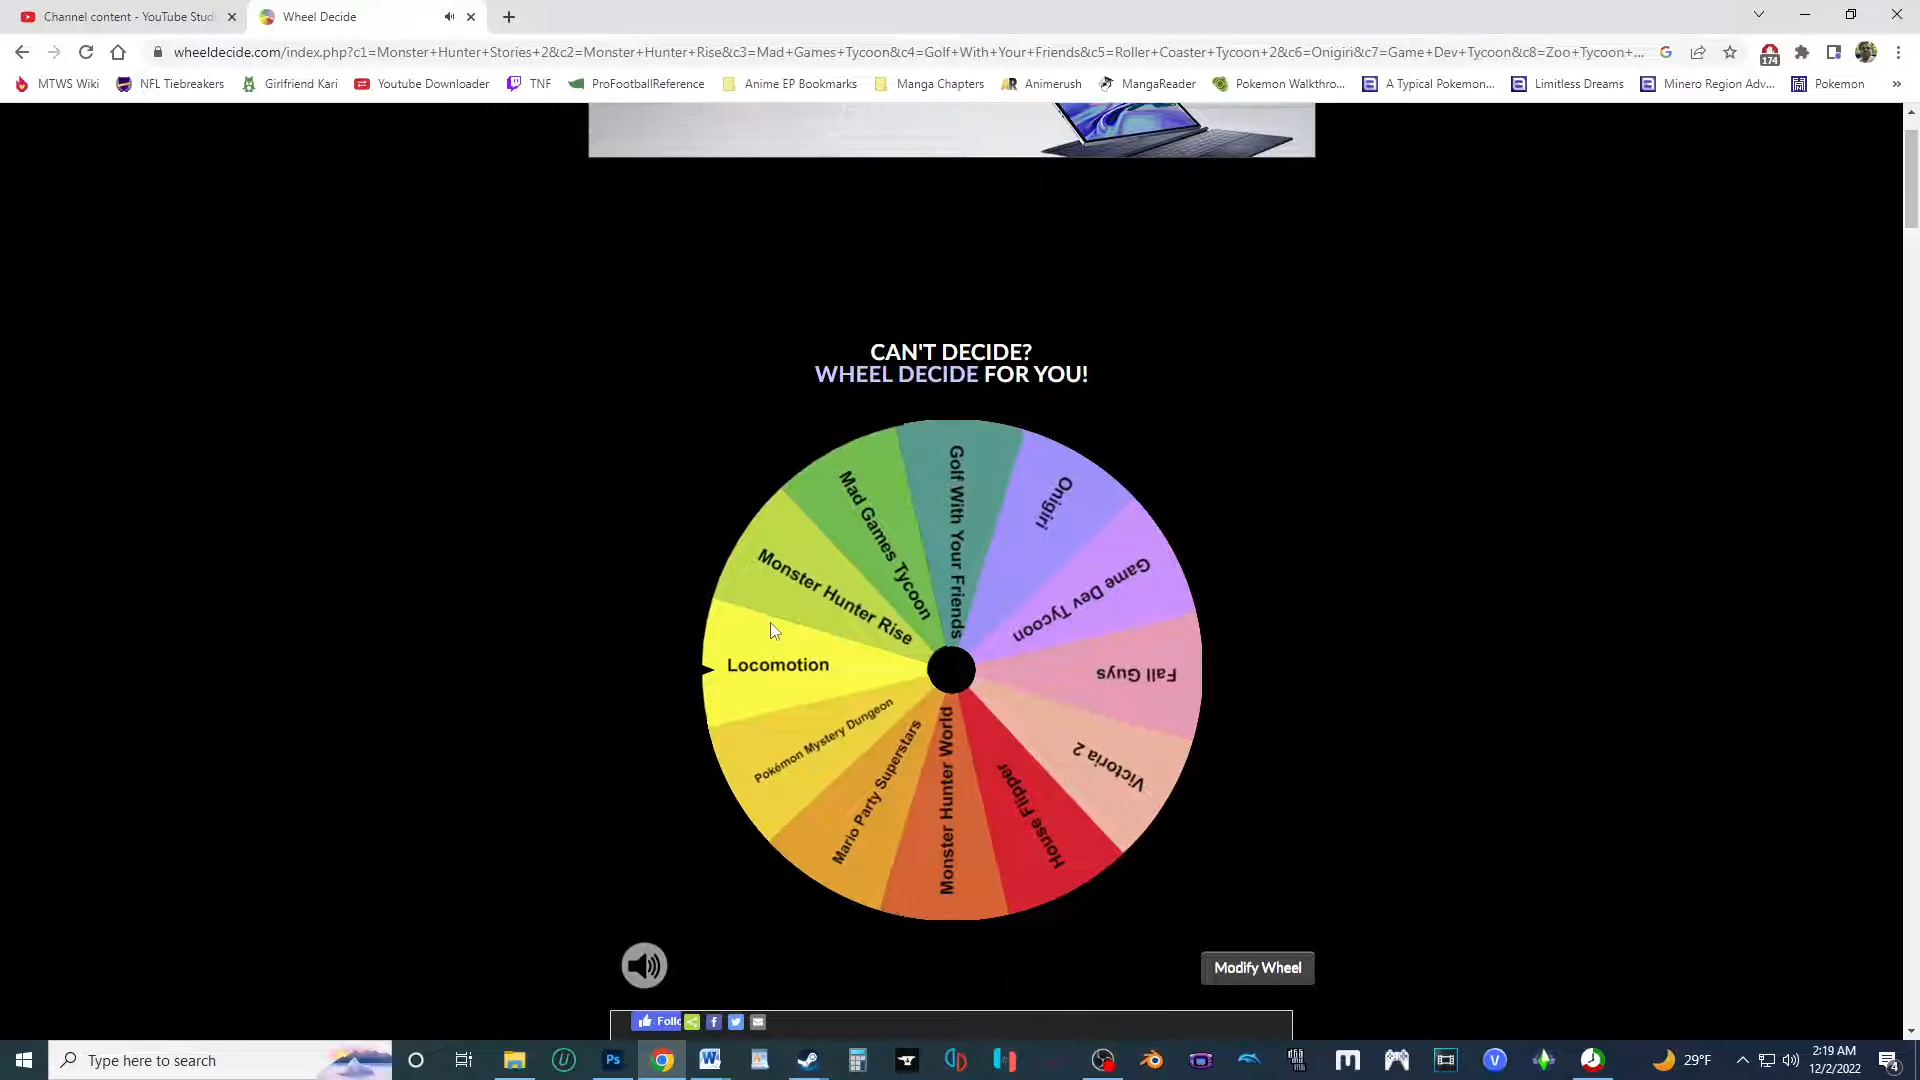 Channel content - YouTube Studi
Wheel Decide
wheeldecide.com/index.php?c1=Monster+Hunter+Stories+2&c2=Monster+Hunter+Rise&c3=Mad+Games+Tycoon&c4=Golf+With+Your+Friends&c5=Roller+Coaster+Tycoon+2&c6=Onigiri&c7=Game+Dev+Tycoon&c8=Zoo+Tycoon+...
174
MTWS Wiki
NFL Tiebreakers
Girlfriend Kari
Youtube Downloader
TNF
ProFootballReference
Anime EP Bookmarks
Manga Chapters
Animerush
MangaReader
Pokemon Walkthro...
A Typical Pokemon...
Limitless Dreams
Minero Region Adv...
Pokemon
CAN'T DECIDE?
WHEEL DECIDE FOR YOU!
Golf With Your Friends
Onigiri
Game Dev Tycoon
Fall Guys
Victoria 2
House Flipper
Monster Hunter World
Mario Party Superstars
Pokémon Mystery Dungeon
Locomotion
Monster Hunter Rise
Mad Games Tycoon
Modify Wheel
Follo
Type here to search
29°F
2:19 AM
12/2/2022
4